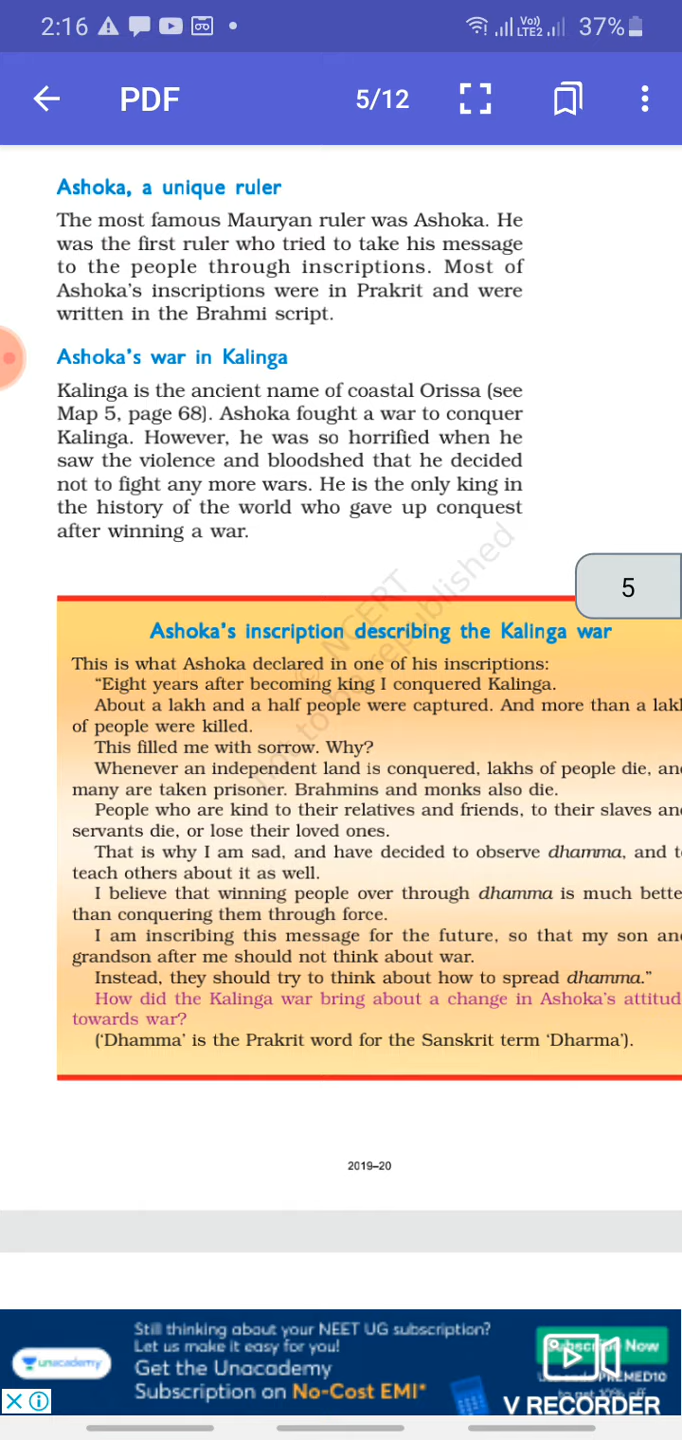 2:16
Vo)) LTE2 37%
PDF 5/12
Ashoka, a unique ruler
The most famous Mauryan ruler was Ashoka. He
was the first ruler who tried to take his message
to the people through inscriptions. Most of
Ashoka's inscriptions were in Prakrit and were
written in the Brahmi script.
Ashoka's war in Kalinga
Kalinga is the ancient name of coastal Orissa (see
Map 5, page 68). Ashoka fought a war to conquer
Kalinga. However, he was so horrified when he
saw the violence and bloodshed that he decided
not to fight any more wars. He is the only king in
the history of the world who gave up conquest
after winning a war.
© NCERT
not to be republished
5
Ashoka's inscription describing the Kalinga war
This is what Ashoka declared in one of his inscriptions:
"Eight years after becoming king I conquered Kalinga.
About a lakh and a half people were captured. And more than a lakh
of people were killed.
This filled me with sorrow. Why?
Whenever an independent land is conquered, lakhs of people die, an
many are taken prisoner. Brahmins and monks also die.
People who are kind to their relatives and friends, to their slaves an
servants die, or lose their loved ones.
That is why I am sad, and have decided to observe dhamma, and t
teach others about it as well.
I believe that winning people over through dhamma is much bette
than conquering them through force.
I am inscribing this message for the future, so that my son an
grandson after me should not think about war.
Instead, they should try to think about how to spread dhamma."
How did the Kalinga war bring about a change in Ashoka's attitud
towards war?
('Dhamma' is the Prakrit word for the Sanskrit term 'Dharma').
2019–20
Still thinking about your NEET UG subscription?
Let us make it easy for you!
Get the Unacademy
Subscription on No-Cost EMI*
unacademy
Now
V RECORDER